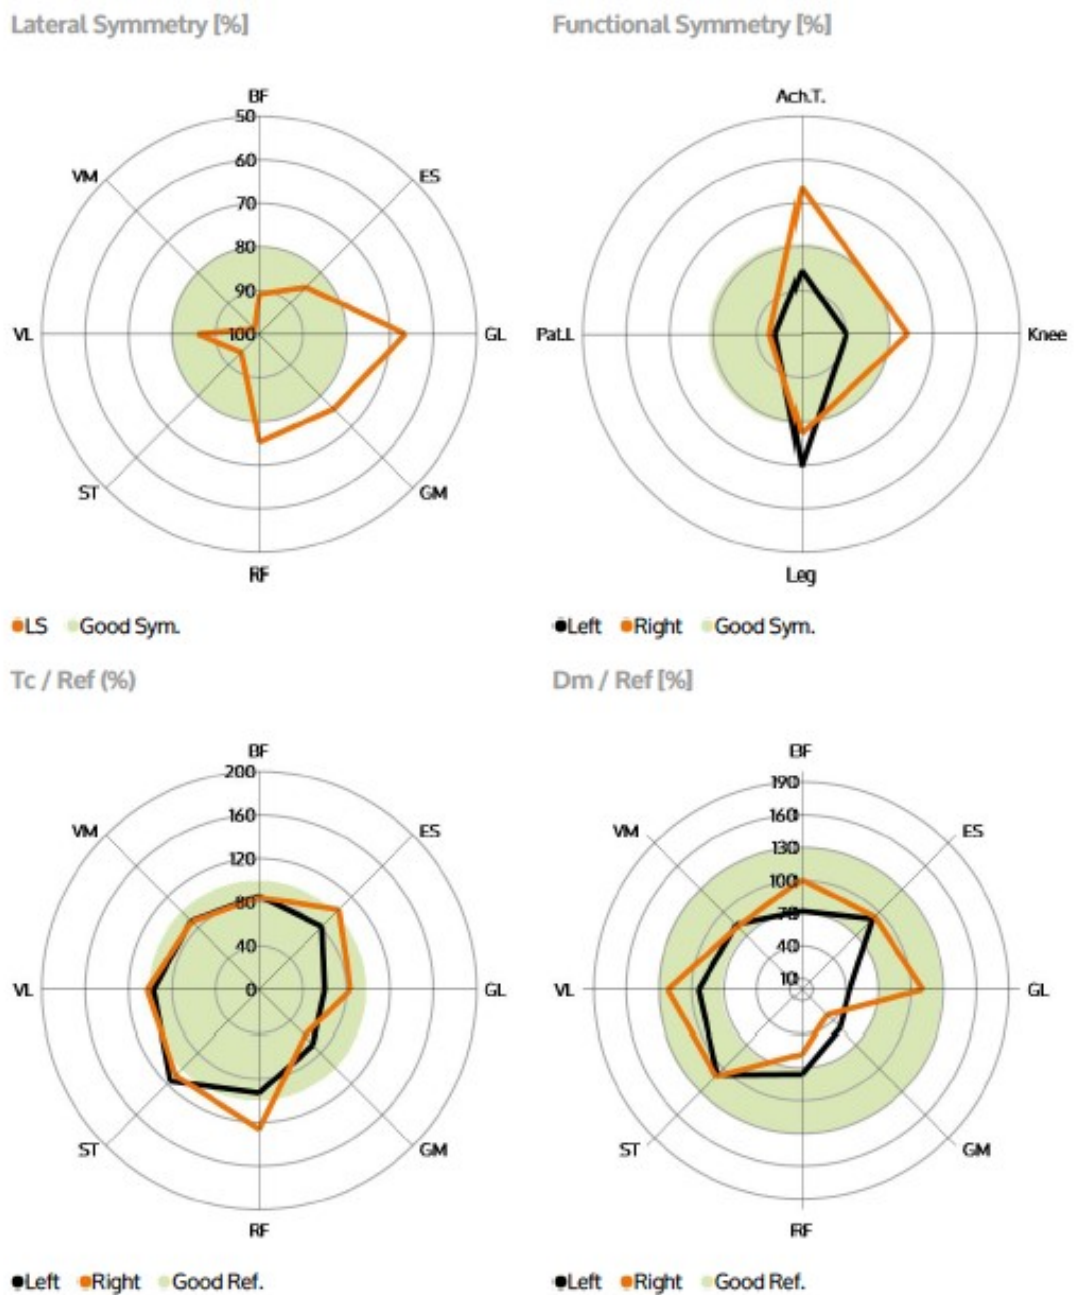 Lateral Symmetry [%]
Functional Symmetry [%]
BF
50
60
70
80
90
100
VM
ES
VL
GL
ST
GM
RF
Ach.T.
Pat.L
Knee
Leg
LS Good Sym.
Left Right Good Sym.
Tc / Ref (%)
Dm / Ref [%]
BF
200
160
120
80
40
0
VM
ES
VL
GL
ST
GM
RF
BF
190
160
130
100
70
40
10
VM
ES
VL
GL
ST
GM
RF
Left Right Good Ref.
Left Right Good Ref.